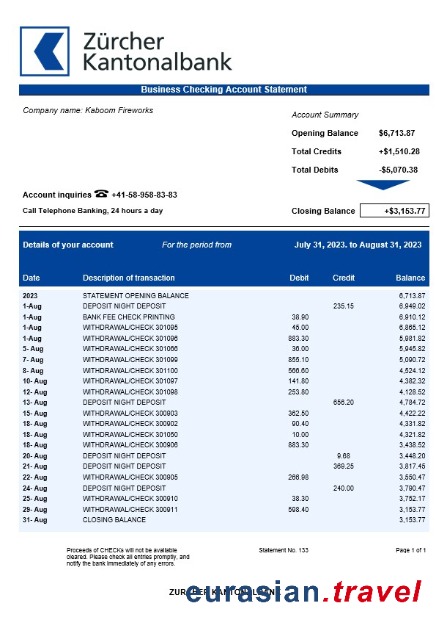 Zürcher
Kantonalbank
Business Checking Account Statement
Company name: Kaboom Fireworks
Account Summary
Opening Balance $6,713.87
Total Credits +$1,510.28
Total Debits -$5,070.38
Account inquiries ☎ +41-58-958-83-83
Call Telephone Banking, 24 hours a day
Closing Balance +$3,153.77
Details of your account For the period from July 31, 2023. to August 31, 2023
Date Description of transaction Debit Credit Balance
2023 STATEMENT OPENING BALANCE 6,713.87
1-Aug DEPOSIT NIGHT DEPOSIT 235.15 6,949.02
1-Aug BANK FEE CHECK PRINTING 38.90 6,910.12
1-Aug WITHDRAWAL/CHECK 301095 45.00 6,865.12
1-Aug WITHDRAWAL/CHECK 301096 883.30 5,981.82
5- Aug WITHDRAWAL/CHECK 301066 36.00 5,945.82
7- Aug WITHDRAWAL/CHECK 301099 855.10 5,090.72
8- Aug WITHDRAWAL/CHECK 301100 566.60 4,524.12
10- Aug WITHDRAWAL/CHECK 301097 141.80 4,382.32
12- Aug WITHDRAWAL/CHECK 301098 253.80 4,128.52
13- Aug DEPOSIT NIGHT DEPOSIT 656.20 4,784.72
15- Aug WITHDRAWAL/CHECK 300903 362.50 4,422.22
18- Aug WITHDRAWAL/CHECK 300902 90.40 4,331.82
18- Aug WITHDRAWAL/CHECK 301050 10.00 4,321.82
18- Aug WITHDRAWAL/CHECK 300906 883.30 3,438.52
20- Aug DEPOSIT NIGHT DEPOSIT 9.68 3,448.20
21- Aug DEPOSIT NIGHT DEPOSIT 369.25 3,817.45
22- Aug WITHDRAWAL/CHECK 300905 266.98 3,550.47
24- Aug DEPOSIT NIGHT DEPOSIT 240.00 3,790.47
25- Aug WITHDRAWAL/CHECK 300910 38.30 3,752.17
29- Aug WITHDRAWAL/CHECK 300911 598.40 3,153.77
31- Aug CLOSING BALANCE 3,153.77
Proceeds of CHECKs will not be available Statement No. 133 Page 1 of 1
cleared. Please check all entries promptly, and
notify the bank immediately of any errors.
eurasian.travel